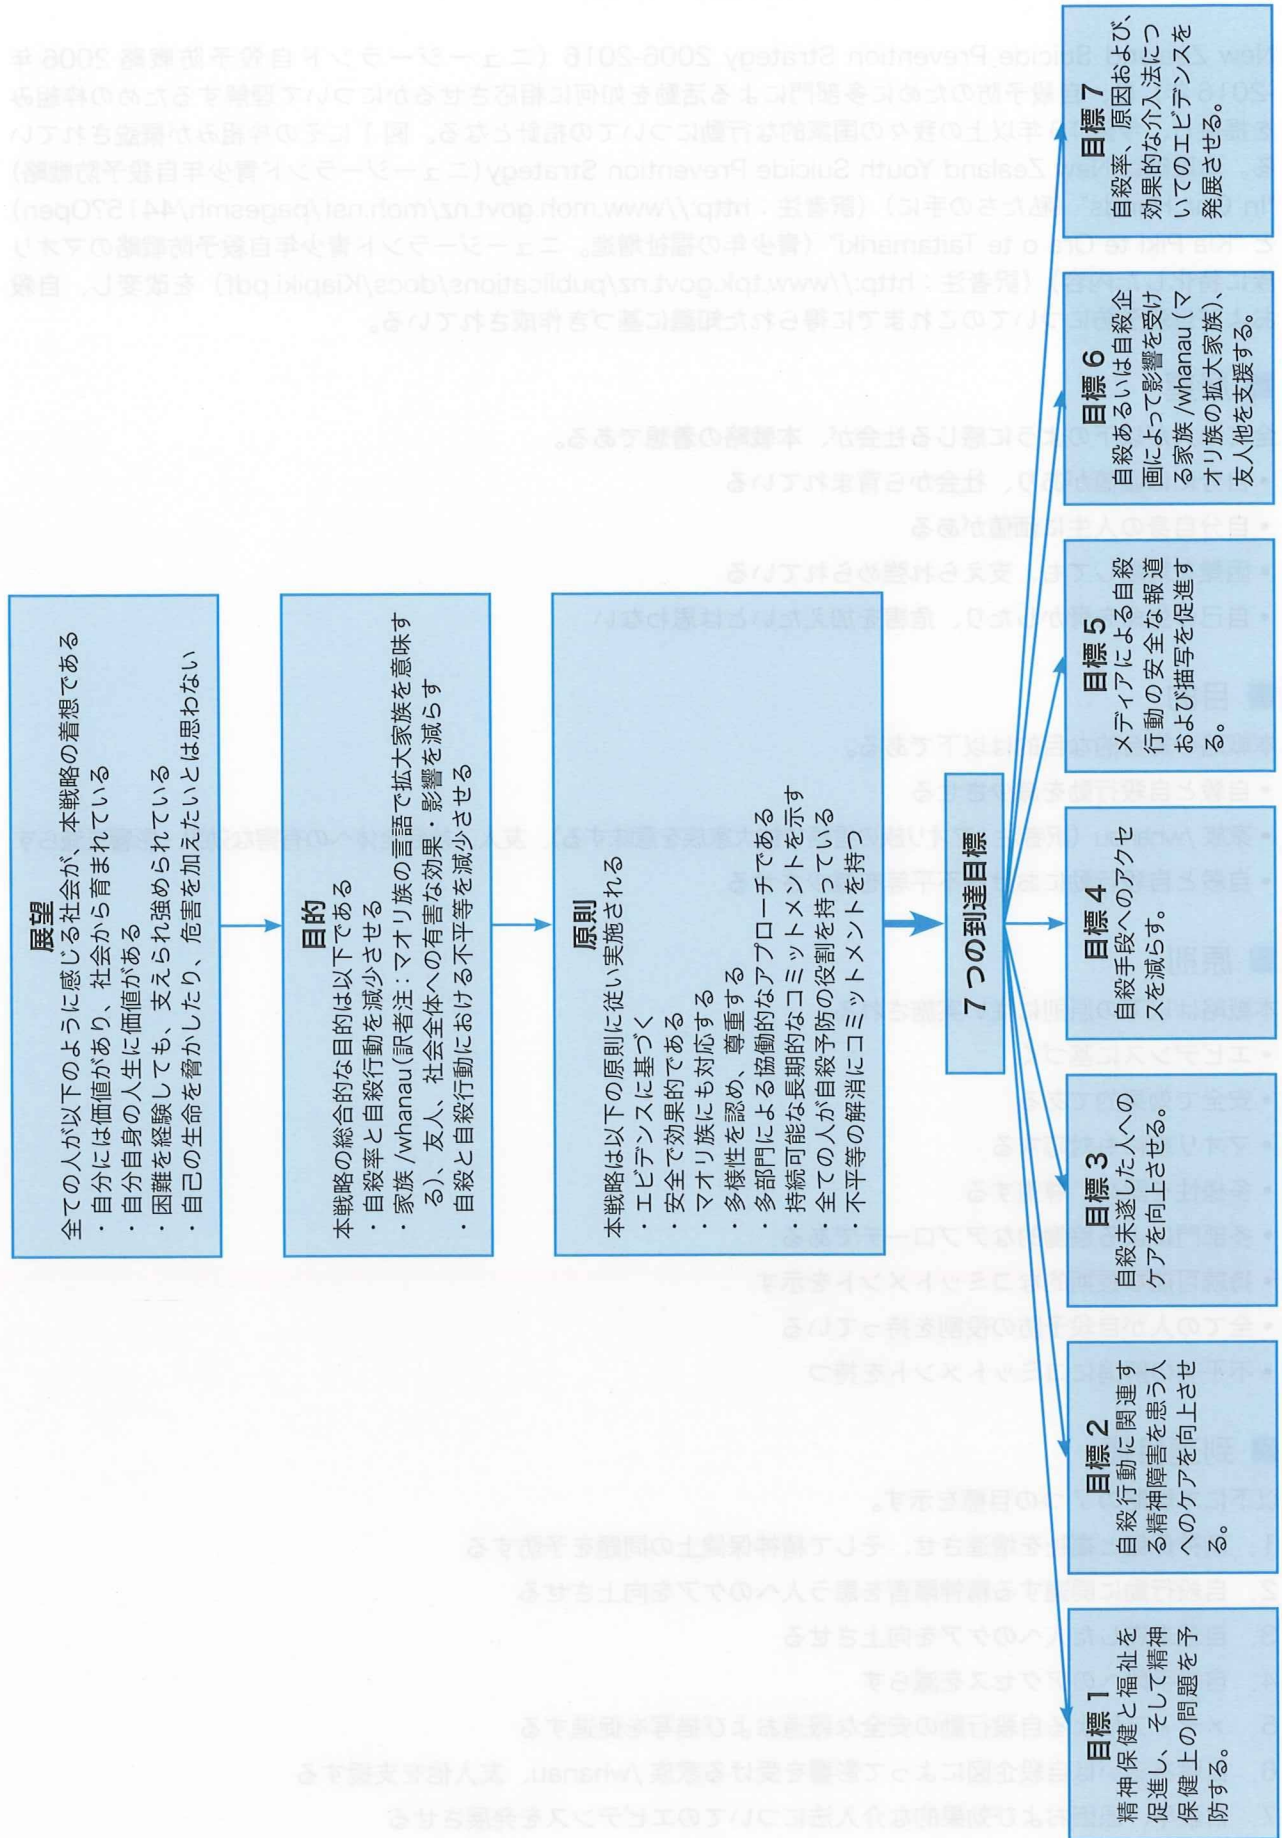 展望
全ての人が以下のように感じる社会が、本戦略の着想である
・自分には価値があり、社会から育まれている
・自分自身の人生に価値がある
・困難を経験しても、支えられ強められている
・自己の生命を脅かしたり、危害を加えたいとは思わない
目的
本戦略の総合的な目的は以下である
・自殺率と自殺行動を減少させる
・家族/whanau(訳者注：マオリ族の言語で拡大家族を意味す
る)、友人、社会全体への有害な効果・影響を減らす
・自殺と自殺行動における不平等を減少させる
原則
本戦略は以下の原則に従い実施される
・エビデンスに基づく
・安全で効果的である
・マオリ族にも対応する
・多様性を認め、尊重する
・多部門による協働的なアプローチである
持続可能な長期的なコミットメントを示す
全ての人が自殺予防の役割を持っている
・不平等の解消にコミットメントを持つ
7つの到達目標
目標1
精神保健と福祉を
促進し、そして精神
保健上の問題を予
防する。
目標2
自殺行動に関連す
る精神障害を患う人
へのケアを向上させ
る。
目標3
自殺未遂した人への
ケアを向上させる。
目標4
自殺手段へのアクセ
スを減らす。
目標5
メディアによる自殺
行動の安全な報道
および描写を促進す
る。
目標6
自殺あるいは自殺企
画によって影響を受け
る家族/whanau(マ
オリ族の拡大家族)、
友人他を支援する。
目標7
自殺率、原因および、
効果的な介入法につ
いてのエビデンスを
発展させる。